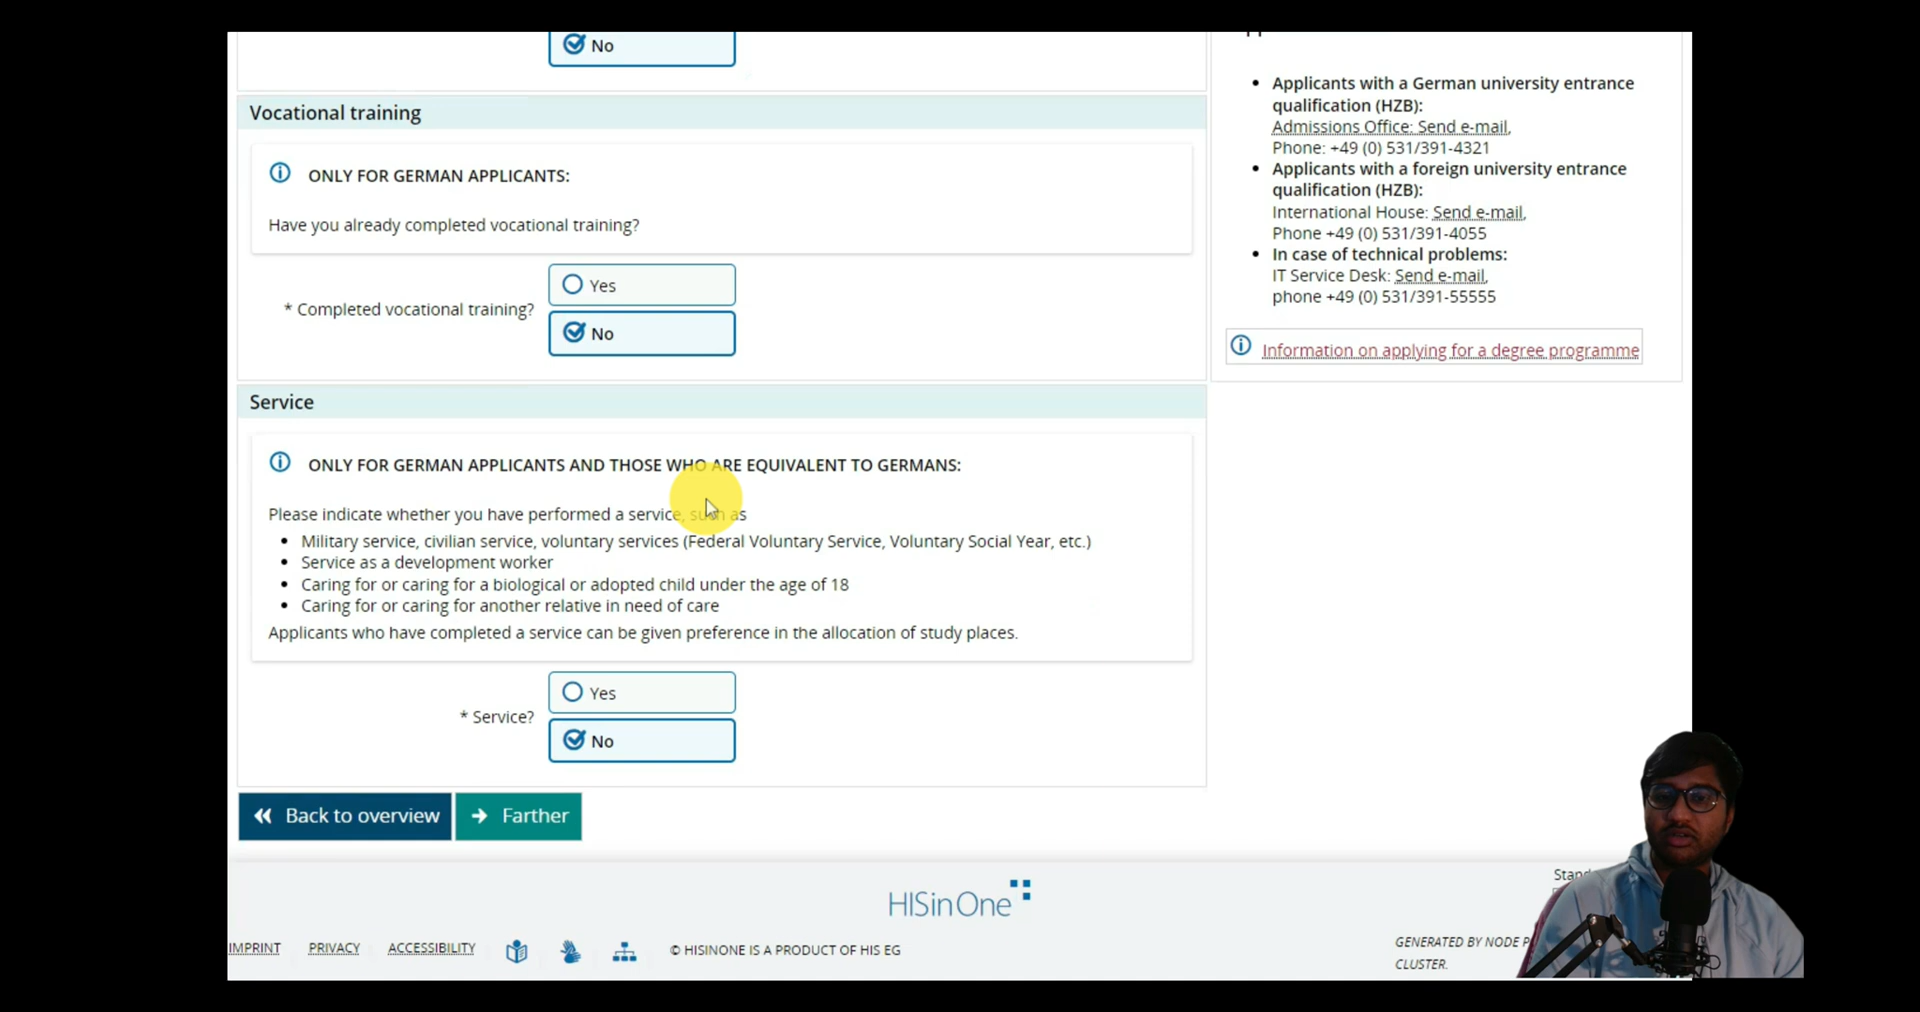 No
Vocational training
ONLY FOR GERMAN APPLICANTS:
Have you already completed vocational training?
* Completed vocational training?
Yes
No
Service
ONLY FOR GERMAN APPLICANTS AND THOSE WHO ARE EQUIVALENT TO GERMANS:
Please indicate whether you have performed a service, such as
• Military service, civilian service, voluntary services (Federal Voluntary Service, Voluntary Social Year, etc.)
• Service as a development worker
• Caring for or caring for a biological or adopted child under the age of 18
• Caring for or caring for another relative in need of care
Applicants who have completed a service can be given preference in the allocation of study places.
* Service?
Yes
No
Back to overview
Farther
• Applicants with a German university entrance
qualification (HZB):
Admissions Office: Send e-mail,
Phone: +49 (0) 531/391-4321
• Applicants with a foreign university entrance
qualification (HZB):
International House: Send e-mail,
Phone +49 (0) 531/391-4055
• In case of technical problems:
IT Service Desk: Send e-mail,
phone +49 (0) 531/391-55555
Information on applying for a degree programme
HISinOne
IMPRINT PRIVACY ACCESSIBILITY © HISINONE IS A PRODUCT OF HIS EG
GENERATED BY NODE
CLUSTER.